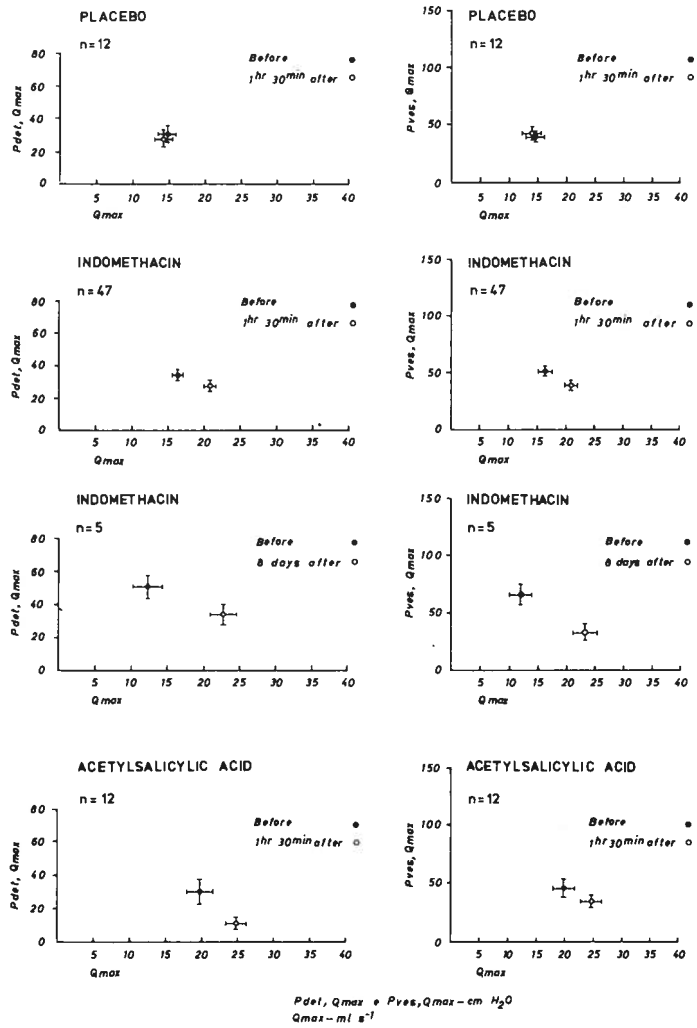 PLACEBO
n=12
Before ●
1hr 30min after ○
Pdet, Qmax
80
60
40
20
0
5 10 15 20 25 30 35 40
Qmax
PLACEBO
n=12
Before ●
1hr 30min after ○
Pves, Qmax
150
100
50
0
5 10 15 20 25 30 35 40
Qmax
INDOMETHACIN
n=47
Before ●
1hr 30min after ○
Pdet, Qmax
80
60
40
20
0
5 10 15 20 25 30 35 40
Qmax
INDOMETHACIN
n=47
Before ●
1hr 30min after ○
Pves, Qmax
150
100
50
0
5 10 15 20 25 30 35 40
Qmax
INDOMETHACIN
n=5
Before ●
8 days after ○
Pdet, Qmax
80
60
40
20
0
5 10 15 20 25 30 35 40
Qmax
INDOMETHACIN
n=5
Before ●
8 days after ○
Pves, Qmax
150
100
50
0
5 10 15 20 25 30 35 40
Qmax
ACETYLSALICYLIC ACID
n=12
Before ●
1hr 30min after ○
Pdet, Qmax
80
60
40
20
0
5 10 15 20 25 30 35 40
Qmax
ACETYLSALICYLIC ACID
n=12
Before ●
1hr 30min after ○
Pves, Qmax
150
100
50
0
5 10 15 20 25 30 35 40
Qmax
Pdet, Qmax e Pves, Qmax – cm H₂O
Qmax – ml s⁻¹